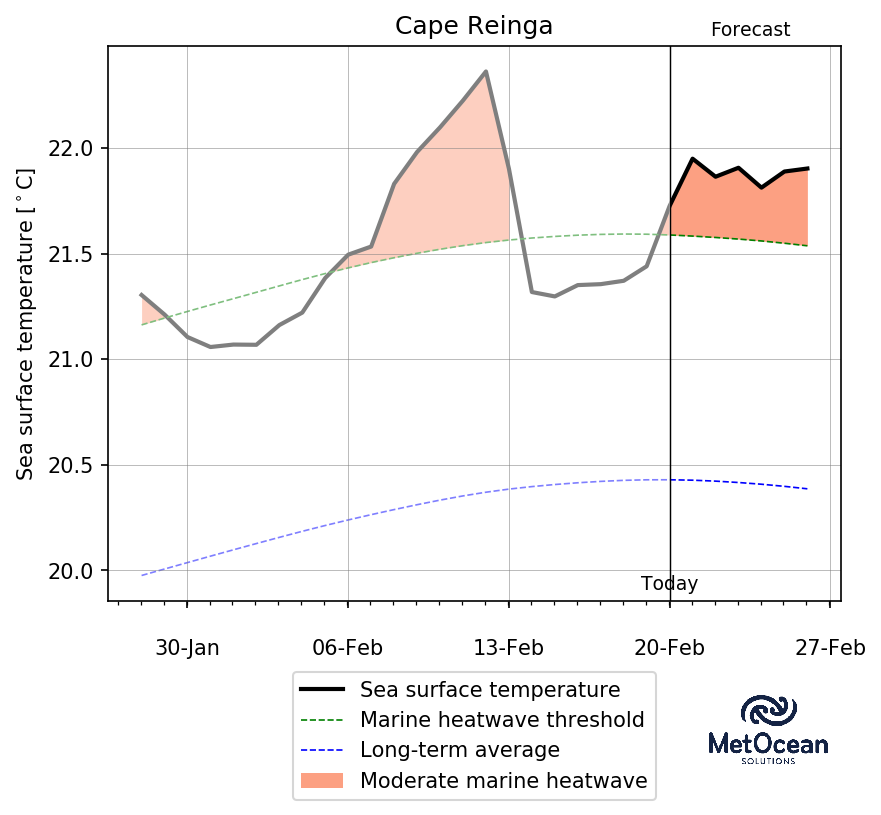 Cape Reinga
Forecast
Sea surface temperature [°C]
22.0
21.5
21.0
20.5
20.0
Today
30-Jan 06-Feb 13-Feb 20-Feb 27-Feb
Sea surface temperature
Marine heatwave threshold
Long-term average
Moderate marine heatwave
MetOcean
SOLUTIONS